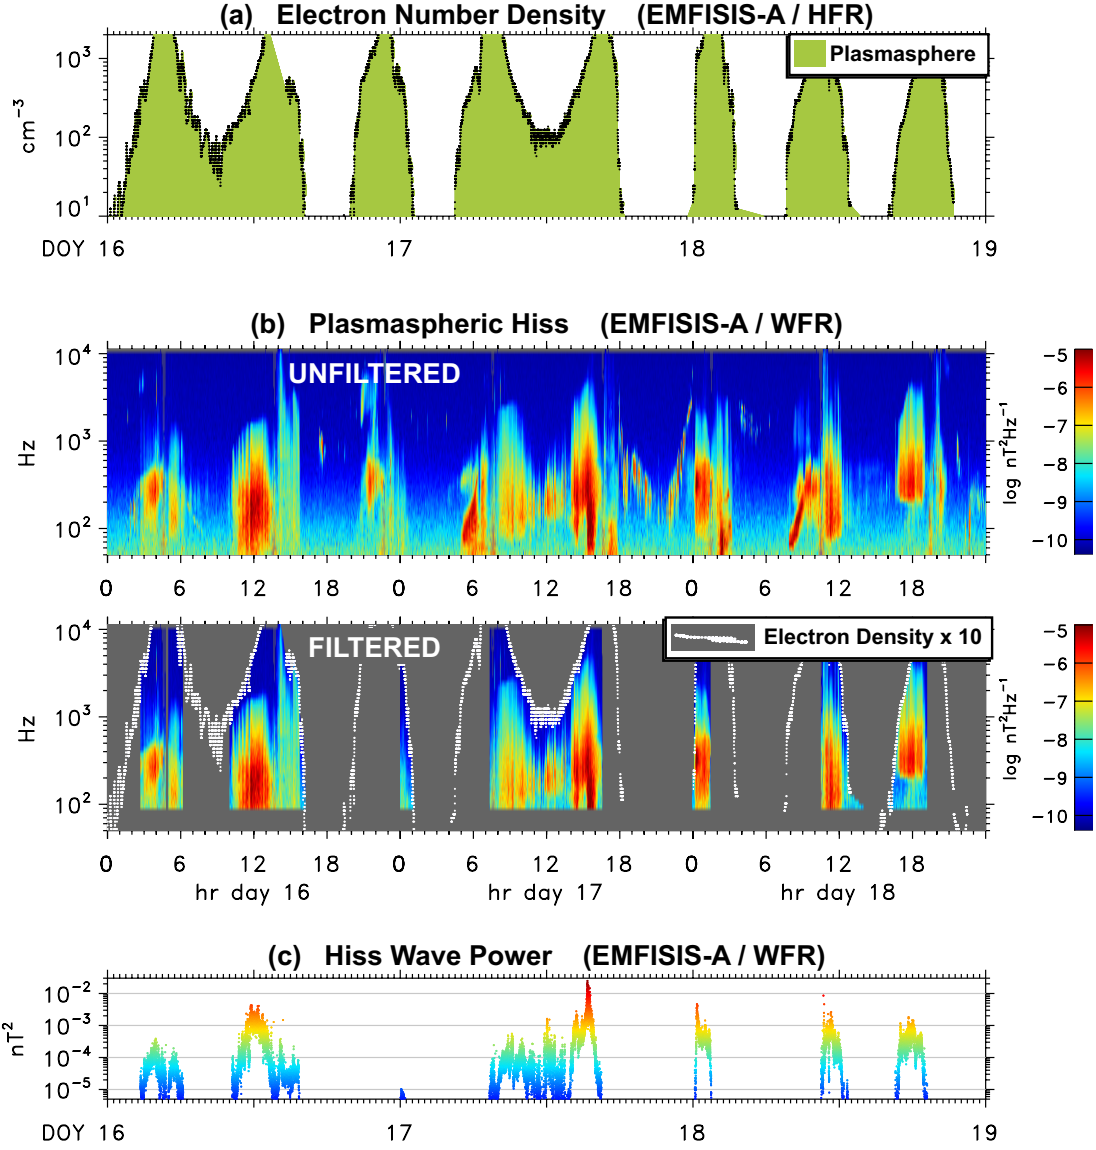 (a) Electron Number Density (EMFISIS-A / HFR)
Plasmasphere
10³
10²
10¹
cm⁻³
DOY 16 17 18 19
(b) Plasmaspheric Hiss (EMFISIS-A / WFR)
UNFILTERED
10⁴
10³
10²
Hz
0 6 12 18 0 6 12 18 0 6 12 18
-5
-6
-7
-8
-9
-10
log nT²Hz⁻¹
FILTERED
Electron Density x 10
10⁴
10³
10²
Hz
0 6 12 18 0 6 12 18 0 6 12 18
hr day 16 hr day 17 hr day 18
-5
-6
-7
-8
-9
-10
log nT²Hz⁻¹
(c) Hiss Wave Power (EMFISIS-A / WFR)
10⁻²
10⁻³
10⁻⁴
10⁻⁵
nT²
DOY 16 17 18 19